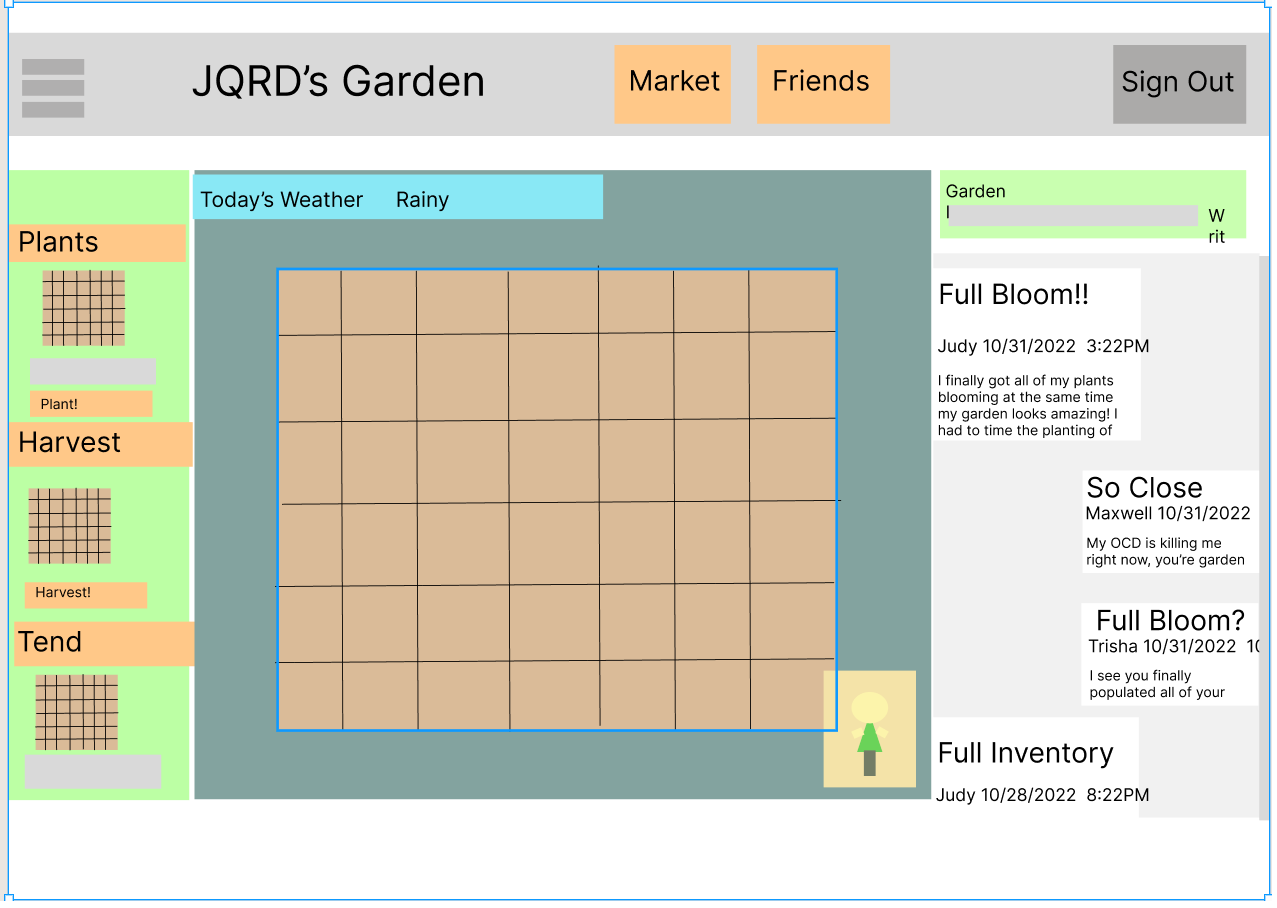 JQRD’s Garden
Market
Friends
Sign Out
Today’s Weather Rainy
Plants
Plant!
Harvest
Harvest!
Tend
Garden
W
rit
Full Bloom!!
Judy 10/31/2022 3:22PM
I finally got all of my plants
blooming at the same time
my garden looks amazing! I
had to time the planting of
So Close
Maxwell 10/31/2022
My OCD is killing me
right now, you’re garden
Full Bloom?
Trisha 10/31/2022 10
I see you finally
populated all of your
Full Inventory
Judy 10/28/2022 8:22PM